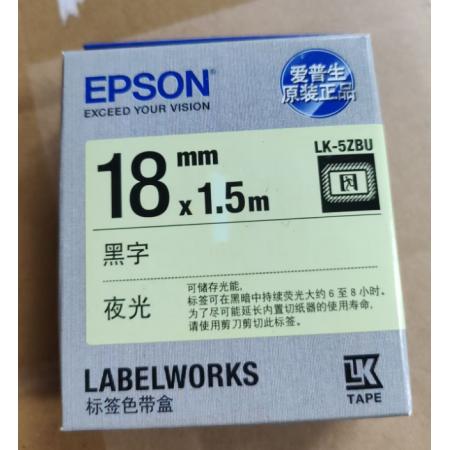 EPSON
EXCEED YOUR VISION
爱普生
原装正品
18 mm
x 1.5m
LK-5ZBU
黑字
夜光
可储存光能,
标签可在黑暗中持续荧光大约 6 至 8 小时。
为了尽可能延长内置切纸器的使用寿命,
请使用剪刀剪切此标签。
LABELWORKS
标签色带盒
LK
TAPE